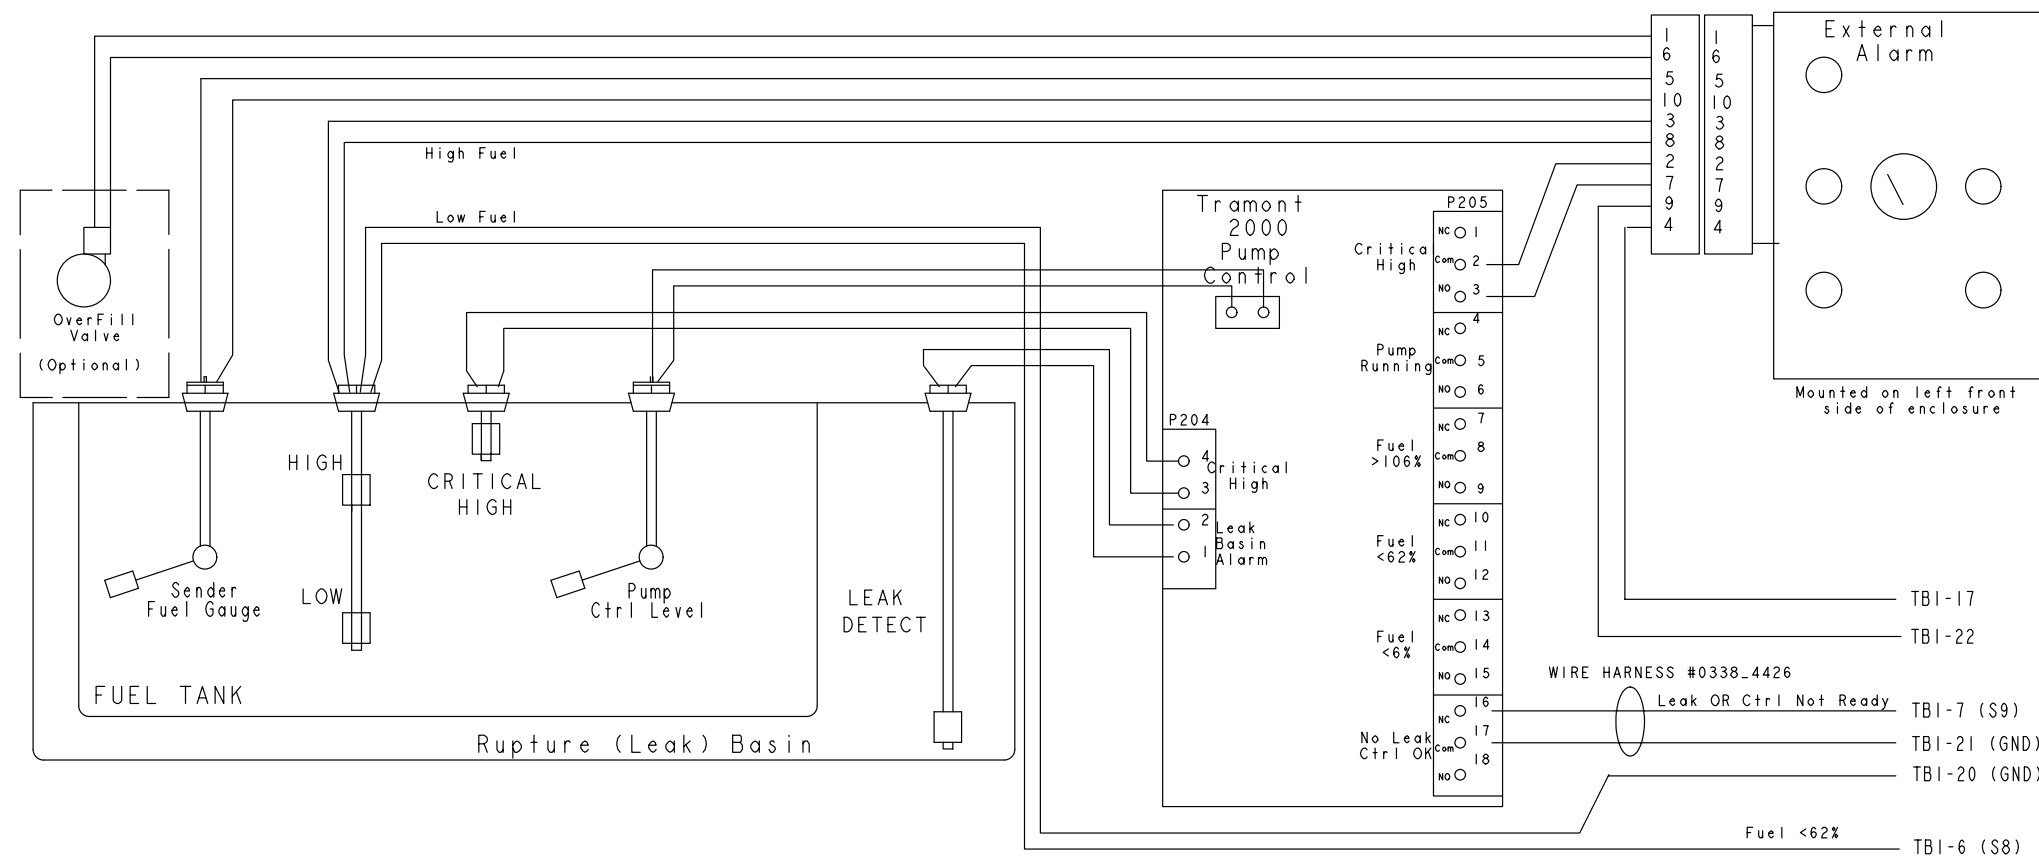 External
Alarm
1
6
5
10
3
8
2
7
9
4
1
6
5
10
3
8
2
7
9
4
Mounted on left front
side of enclosure
High Fuel
Low Fuel
OverFill
Valve
(Optional)
Tramont
2000
Pump
Control
P205
Critical
High
NC 1
Com 2
NO 3
Pump
Running
NC 4
Com 5
NO 6
Fuel
>106%
NC 7
Com 8
NO 9
Fuel
<62%
NC 10
Com 11
NO 12
Fuel
<6%
NC 13
Com 14
NO 15
No Leak
Ctrl OK
NC 16
Com 17
NO 18
P204
4
3
Critical
High
2
1
Leak
Basin
Alarm
HIGH
LOW
CRITICAL
HIGH
Sender
Fuel Gauge
Pump
Ctrl Level
LEAK
DETECT
FUEL TANK
Rupture (Leak) Basin
TB1-17
TB1-22
WIRE HARNESS #0338_4426
Leak OR Ctrl Not Ready
TB1-7 (S9)
TB1-21 (GND)
TB1-20 (GND)
Fuel <62%
TB1-6 (S8)